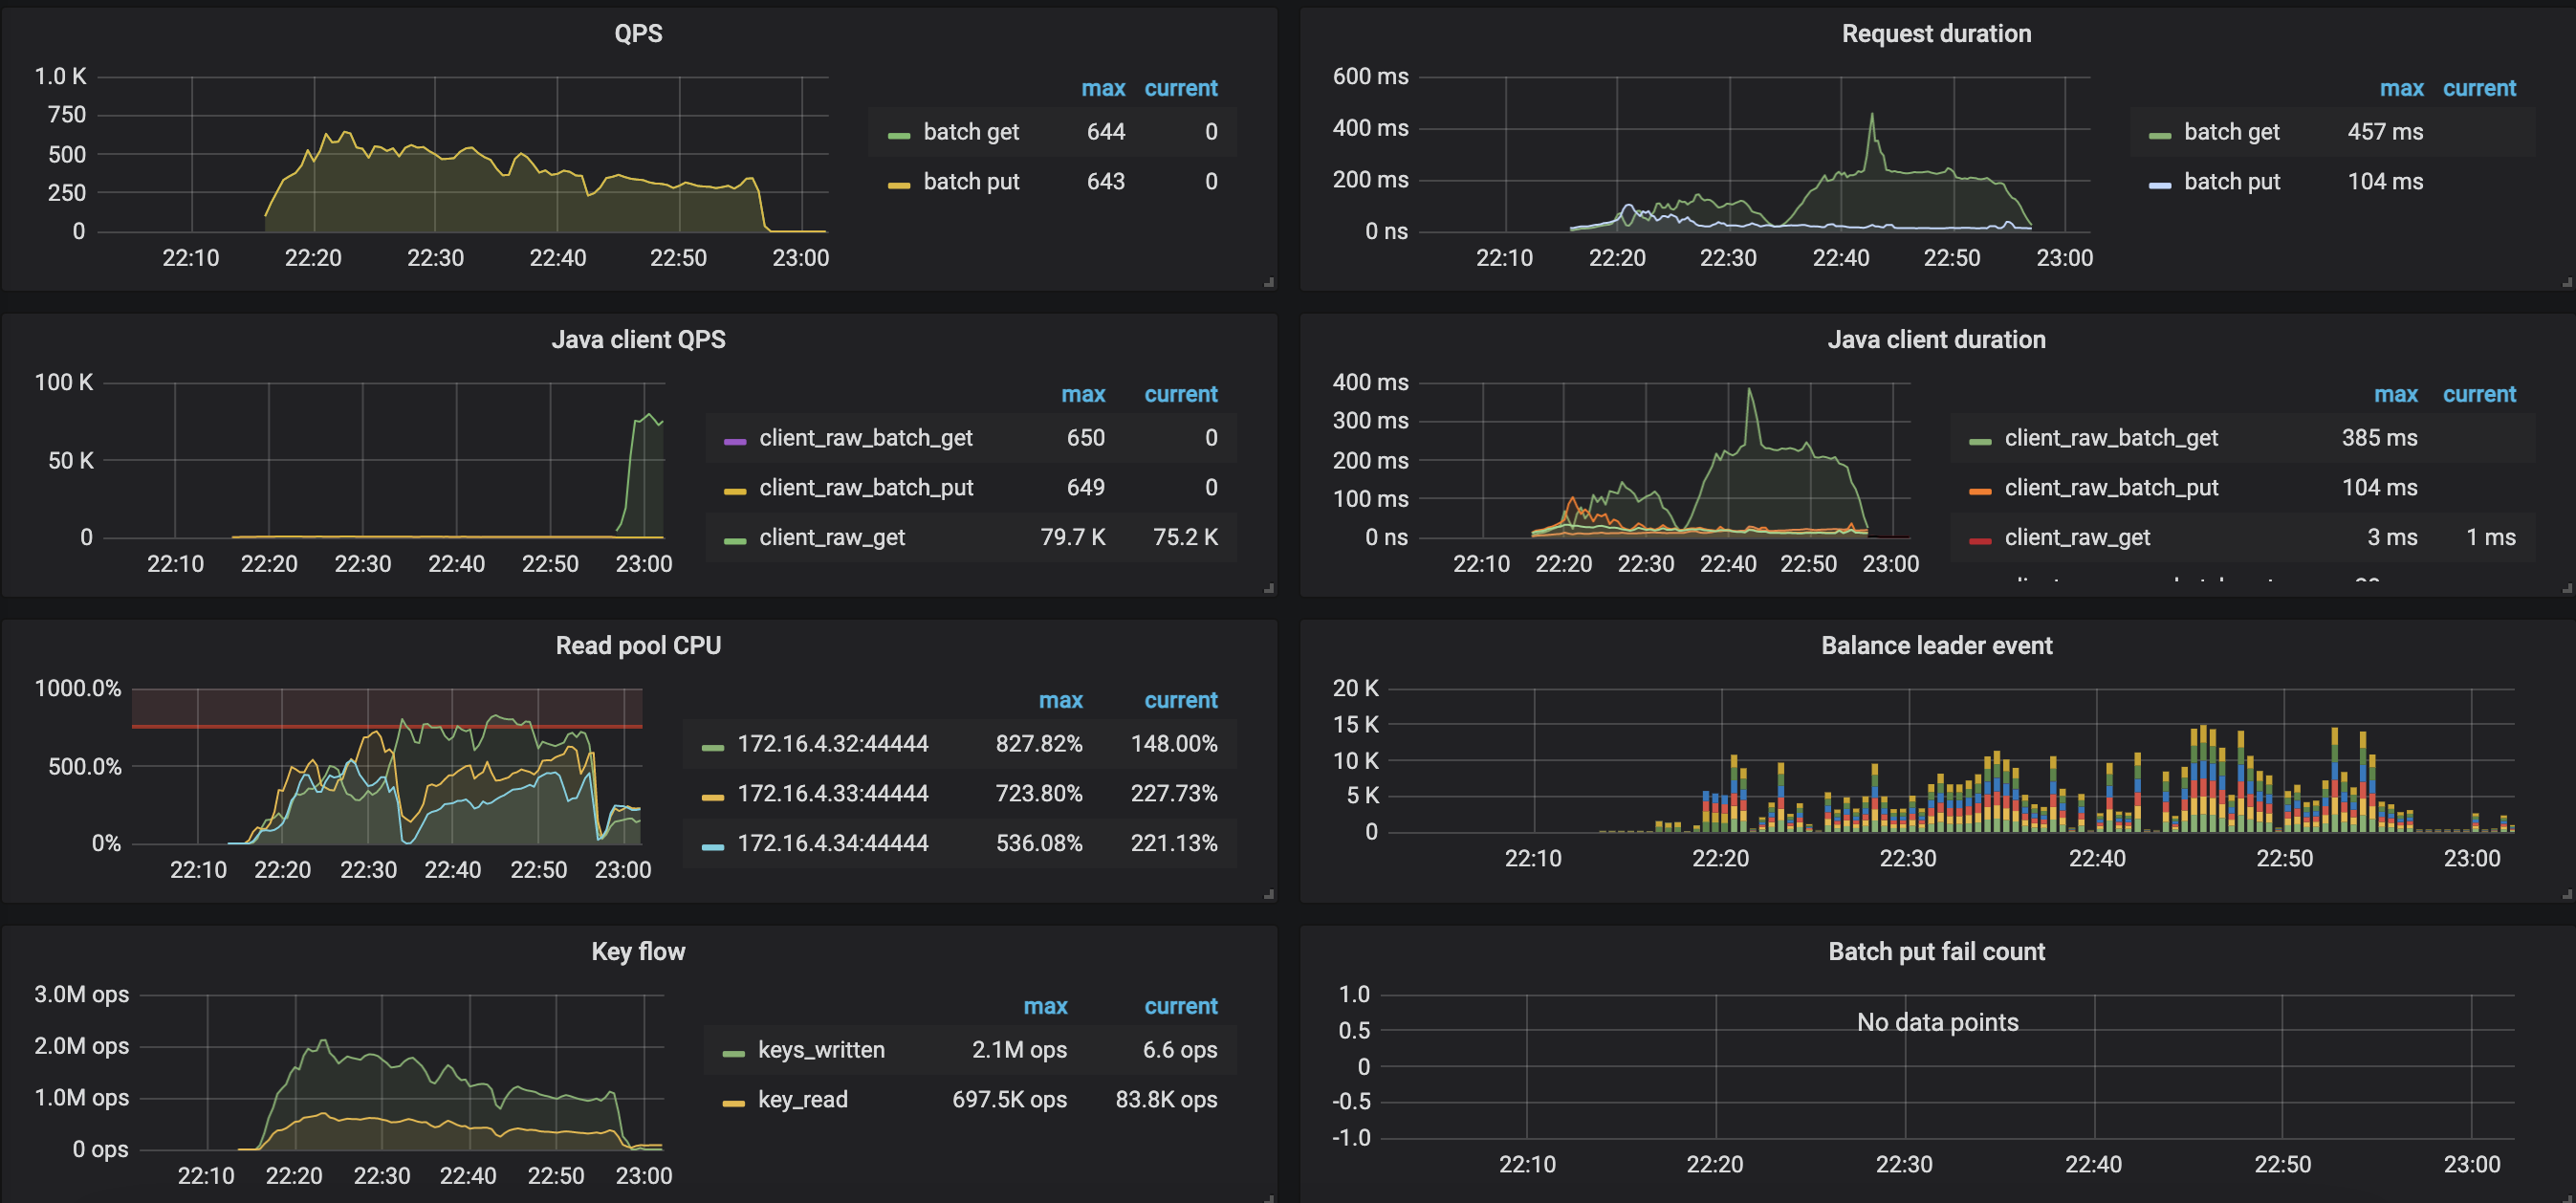 QPS
1.0 K
750
500
250
0
22:10 22:20 22:30 22:40 22:50 23:00
max current
batch get 644 0
batch put 643 0
Request duration
600 ms
400 ms
200 ms
0 ns
22:10 22:20 22:30 22:40 22:50 23:00
max current
batch get 457 ms
batch put 104 ms
Java client QPS
100 K
50 K
0
22:10 22:20 22:30 22:40 22:50 23:00
max current
client_raw_batch_get 650 0
client_raw_batch_put 649 0
client_raw_get 79.7 K 75.2 K
Java client duration
400 ms
300 ms
200 ms
100 ms
0 ns
22:10 22:20 22:30 22:40 22:50 23:00
max current
client_raw_batch_get 385 ms
client_raw_batch_put 104 ms
client_raw_get 3 ms 1 ms
Read pool CPU
1000.0%
500.0%
0%
22:10 22:20 22:30 22:40 22:50 23:00
max current
172.16.4.32:44444 827.82% 148.00%
172.16.4.33:44444 723.80% 227.73%
172.16.4.34:44444 536.08% 221.13%
Balance leader event
20 K
15 K
10 K
5 K
0
22:10 22:20 22:30 22:40 22:50 23:00
Key flow
3.0M ops
2.0M ops
1.0M ops
0 ops
22:10 22:20 22:30 22:40 22:50 23:00
max current
keys_written 2.1M ops 6.6 ops
key_read 697.5K ops 83.8K ops
Batch put fail count
1.0
0.5
0
-0.5
-1.0
No data points
22:10 22:20 22:30 22:40 22:50 23:00